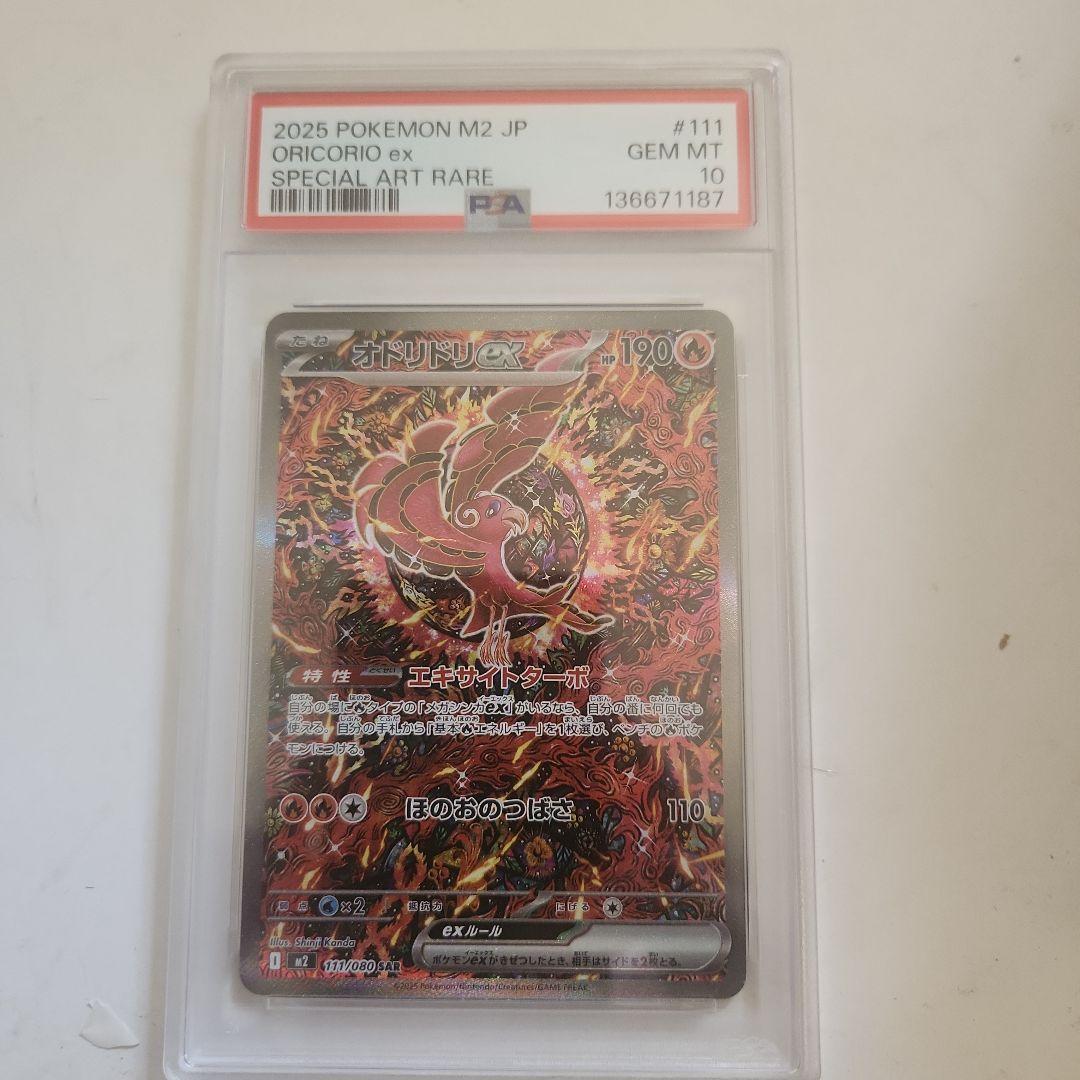 2025 POKEMON M2 JP #111
ORICORIO ex GEM MT
SPECIAL ART RARE 10
PSA 136671187
たね オドリドリex HP 190
特性 とくせい エキサイトターボ
自分の場に炎タイプの「メガシンカex」がいるなら、自分の番に何回でも
使える。自分の手札から「基本炎エネルギー」を1枚選び、ベンチの炎ポケ
モンにつける。
ほのおのつばさ 110
弱点 ×2 抵抗力 にげる
exルール
ポケモンexがきぜつしたとき、相手はサイドを2枚とる。
Illus. Shinji Kanda
M2 111/080 SAR
©2025 Pokémon/Nintendo/Creatures/GAME FREAK